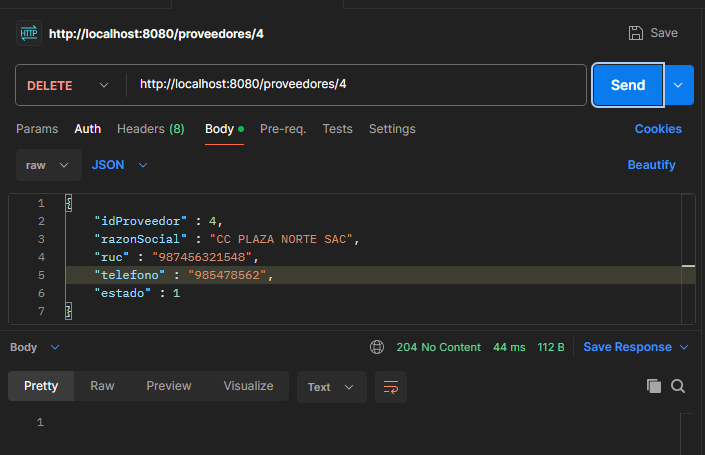 HTTP http://localhost:8080/proveedores/4 Save
DELETE http://localhost:8080/proveedores/4 Send
Params Auth Headers (8) Body Pre-req. Tests Settings Cookies
raw JSON Beautify
1 {
2 "idProveedor" : 4,
3 "razonSocial" : "CC PLAZA NORTE SAC",
4 "ruc" : "987456321548",
5 "telefono" : "985478562",
6 "estado" : 1
7 }
Body 204 No Content 44 ms 112 B Save Response
Pretty Raw Preview Visualize Text
1